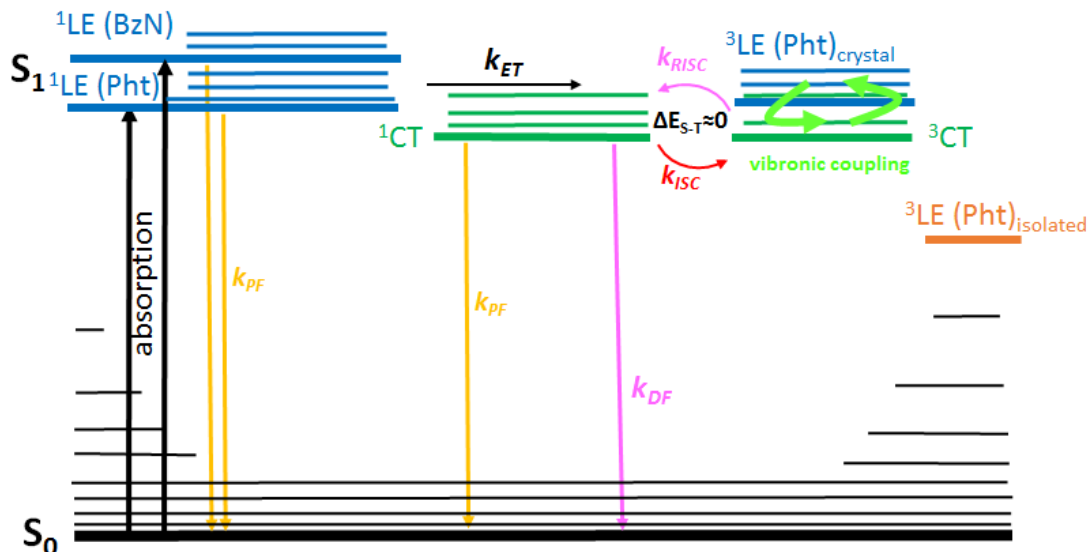 ¹LE (BzN)
S₁ ¹LE (Pht)
k_ET
k_RISC
³LE (Pht)crystal
¹CT
ΔE_S-T≈0
³CT
k_ISC
vibronic coupling
³LE (Pht)isolated
absorption
k_PF
k_PF
k_DF
S₀